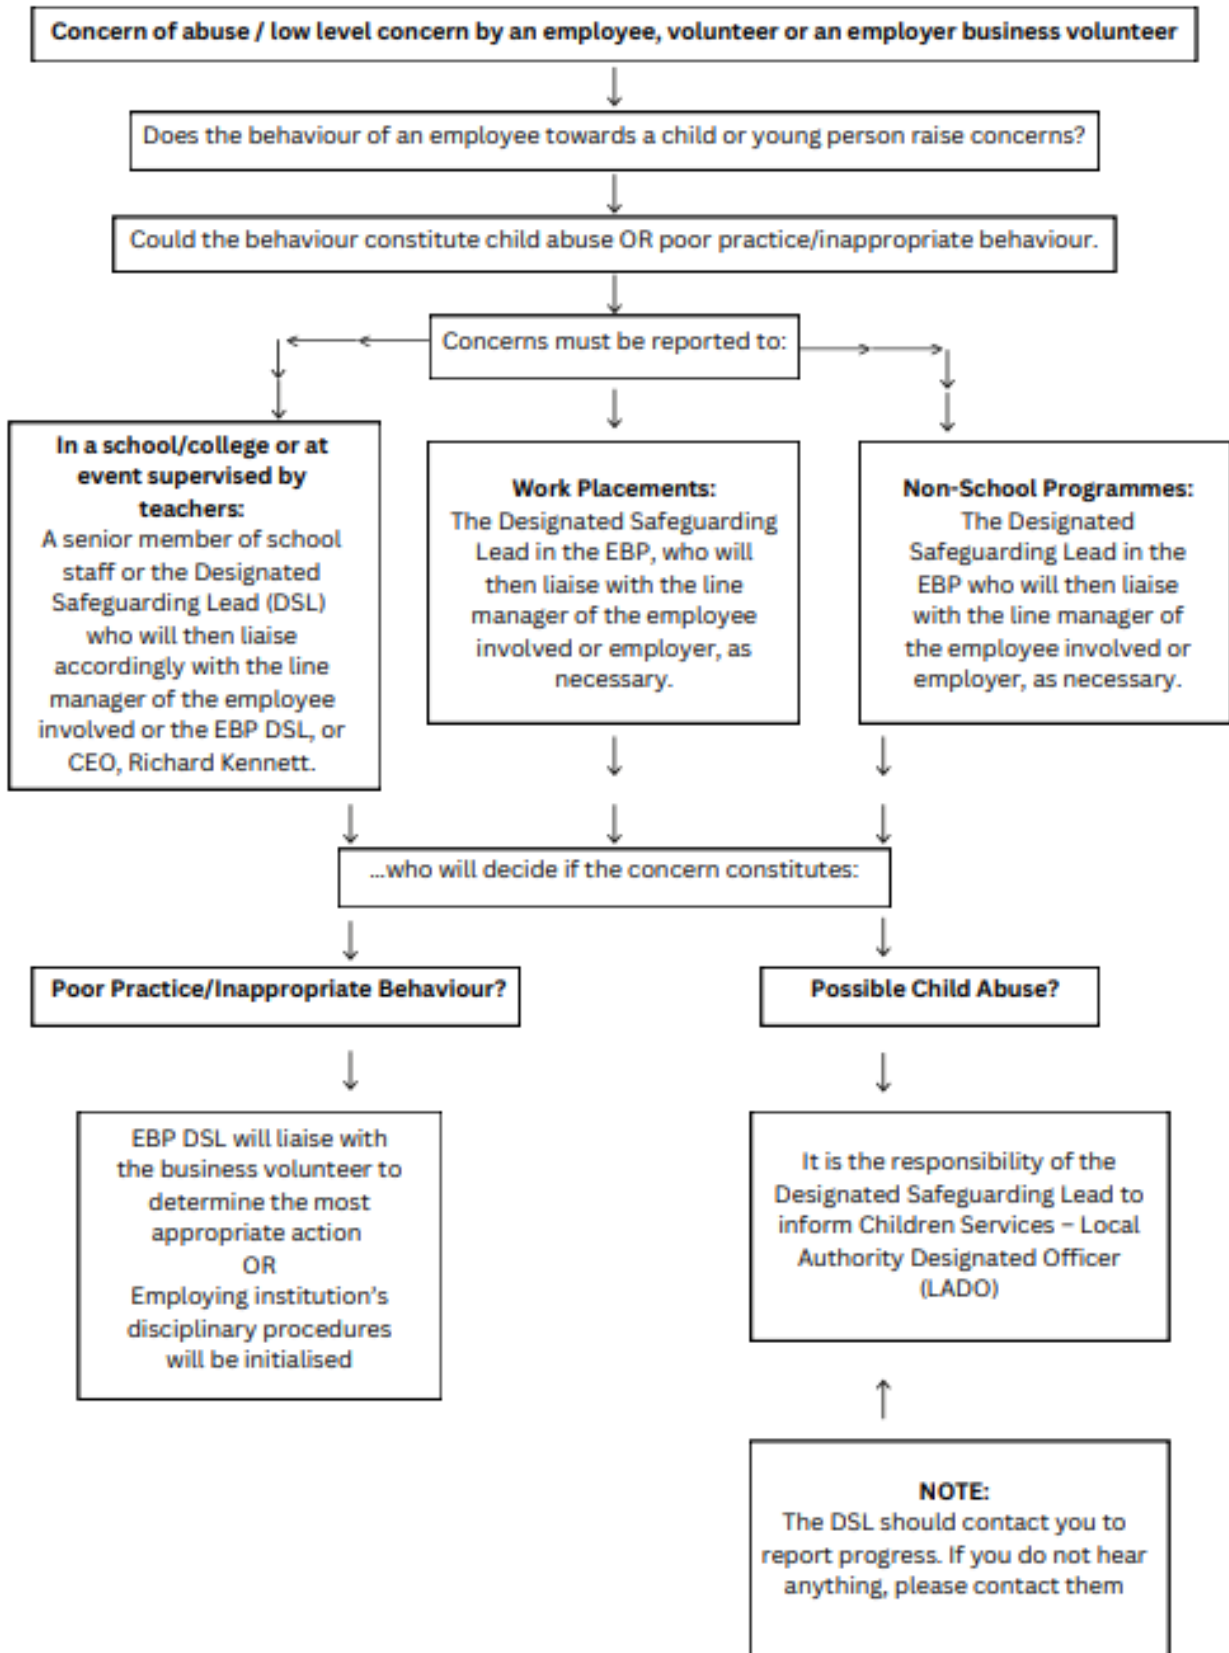 Concern of abuse / low level concern by an employee, volunteer or an employer business volunteer
Does the behaviour of an employee towards a child or young person raise concerns?
Could the behaviour constitute child abuse OR poor practice/inappropriate behaviour.
Concerns must be reported to:
In a school/college or at
event supervised by
teachers:
A senior member of school
staff or the Designated
Safeguarding Lead (DSL)
who will then liaise
accordingly with the line
manager of the employee
involved or the EBP DSL, or
CEO, Richard Kennett.
Work Placements:
The Designated Safeguarding
Lead in the EBP, who will
then liaise with the line
manager of the employee
involved or employer, as
necessary.
Non-School Programmes:
The Designated
Safeguarding Lead in the
EBP who will then liaise
with the line manager of
the employee involved or
employer, as necessary.
...who will decide if the concern constitutes:
Poor Practice/Inappropriate Behaviour?
Possible Child Abuse?
EBP DSL will liaise with
the business volunteer to
determine the most
appropriate action
OR
Employing institution's
disciplinary procedures
will be initialised
It is the responsibility of the
Designated Safeguarding Lead to
inform Children Services – Local
Authority Designated Officer
(LADO)
NOTE:
The DSL should contact you to
report progress. If you do not hear
anything, please contact them